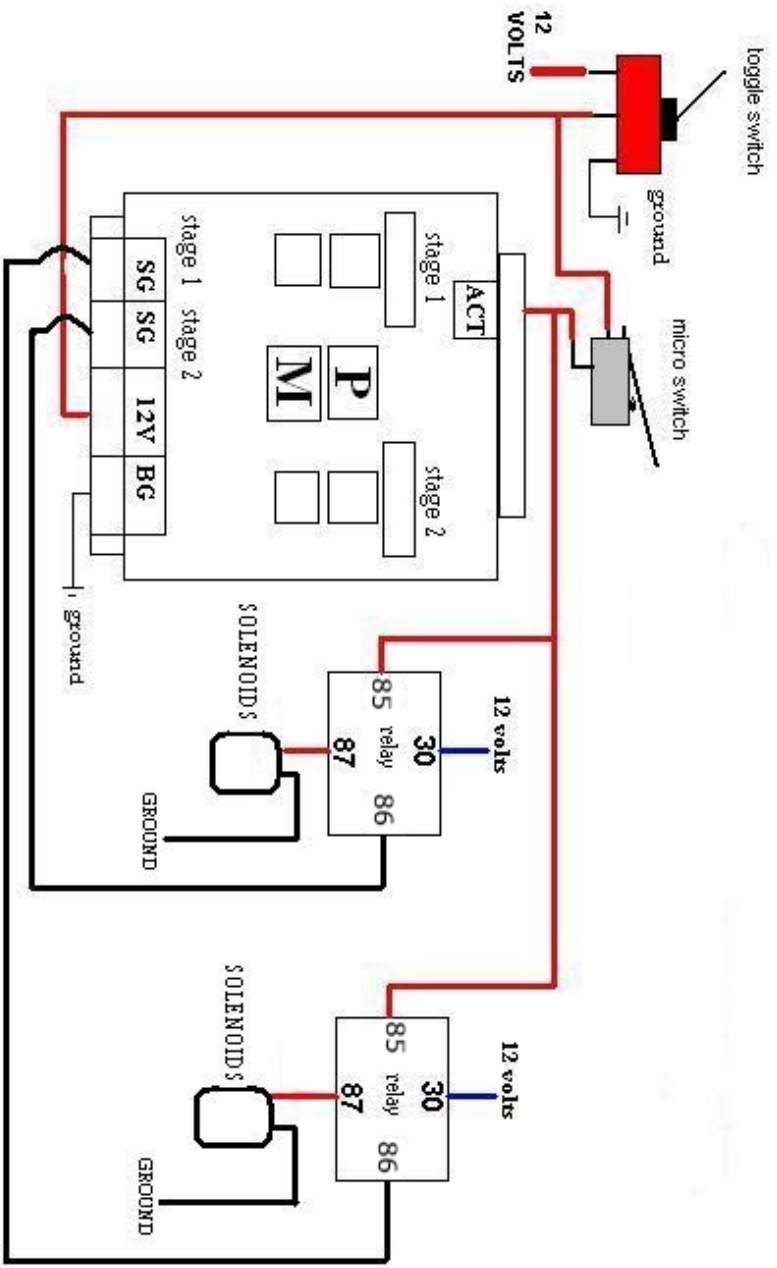 toggle switch
12
VOLTS
ground
micro switch
stage 1
ACT
stage 2
P
M
stage 1
stage 2
SG
SG
12V
BG
ground
12 volts
30
85
relay
86
87
SOLENOIDS
GROUND
12 volts
30
85
relay
86
87
SOLENOIDS
GROUND